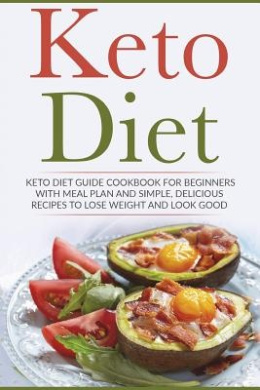 Keto
Diet
KETO DIET GUIDE COOKBOOK FOR BEGINNERS
WITH MEAL PLAN AND SIMPLE, DELICIOUS
RECIPES TO LOSE WEIGHT AND LOOK GOOD